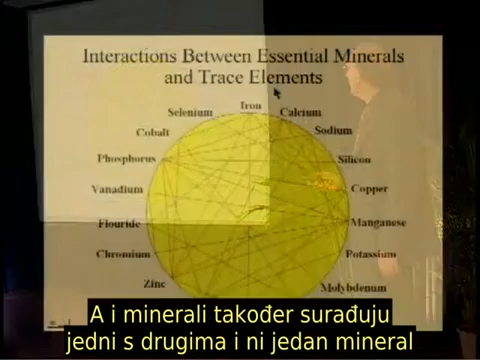 Interactions Between Essential Minerals
and Trace Elements
Iron
Selenium
Calcium
Cobalt
Sodium
Phosphorus
Silicon
Vanadium
Copper
Flouride
Manganese
Chromium
Potassium
Zinc
Molybdenum
A i minerali također surađuju
jedni s drugima i ni jedan mineral